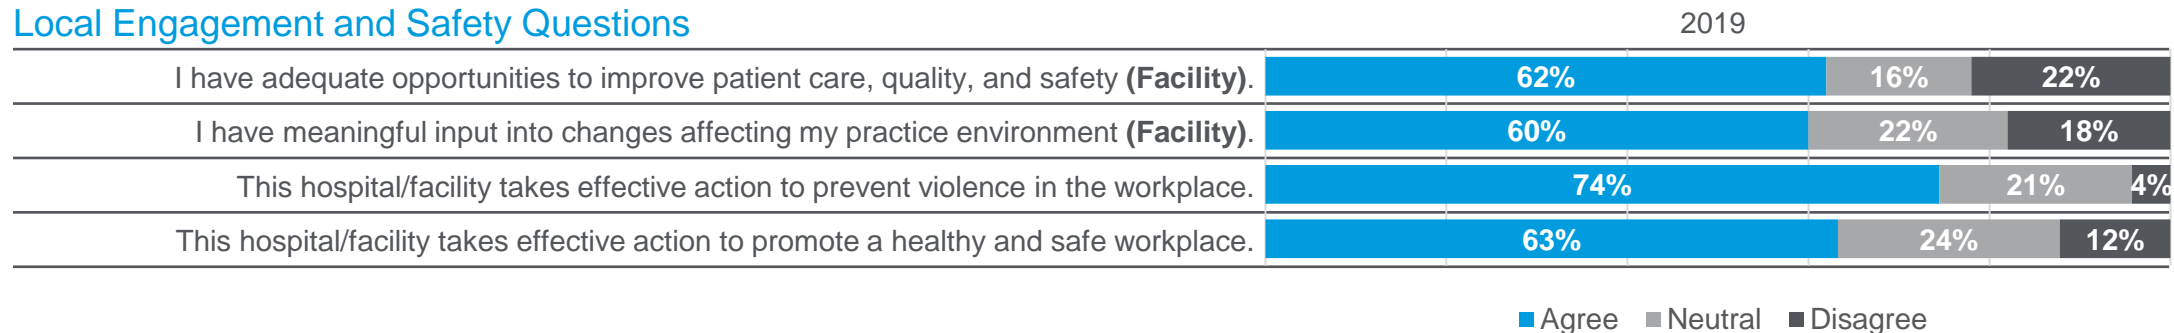 Local Engagement and Safety Questions 2019
I have adequate opportunities to improve patient care, quality, and safety (Facility). 62% 16% 22%
I have meaningful input into changes affecting my practice environment (Facility). 60% 22% 18%
This hospital/facility takes effective action to prevent violence in the workplace. 74% 21% 4%
This hospital/facility takes effective action to promote a healthy and safe workplace. 63% 24% 12%
Agree Neutral Disagree